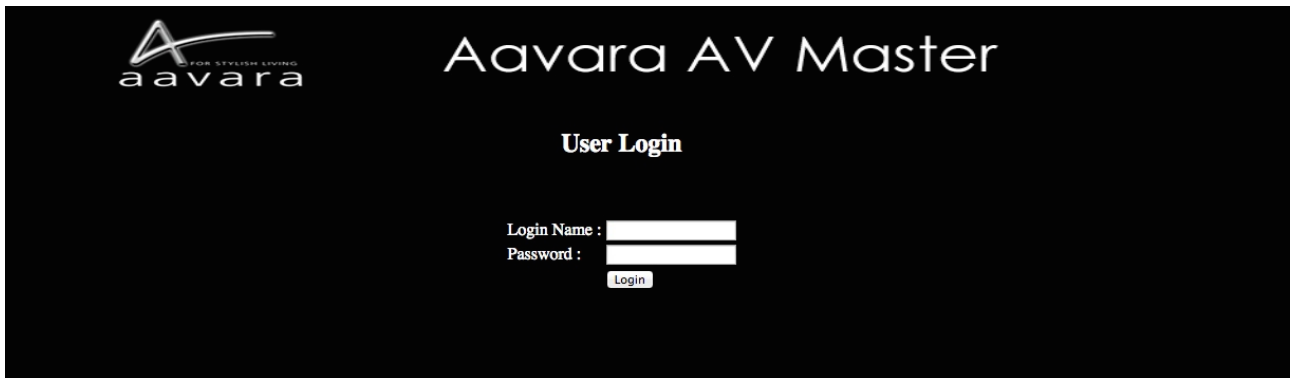 FOR STYLISH LIVING
aavara
Aavara AV Master
User Login
Login Name :
Password :
Login